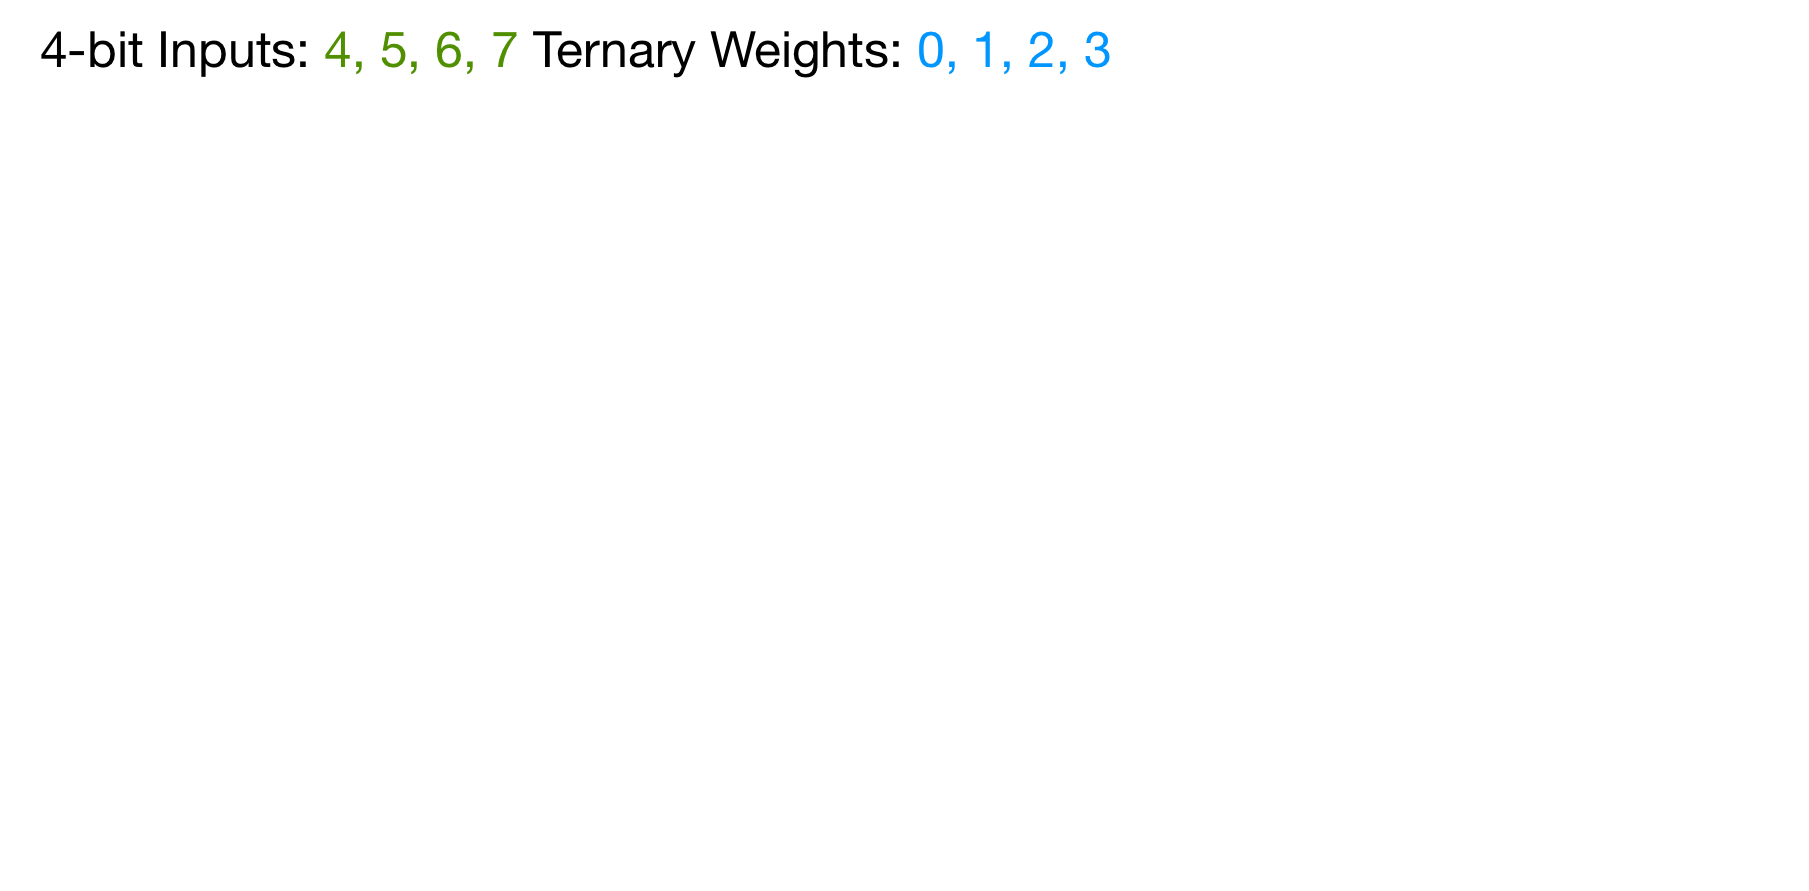 4-bit Inputs: 4, 5, 6, 7 Ternary Weights: 0, 1, 2, 3